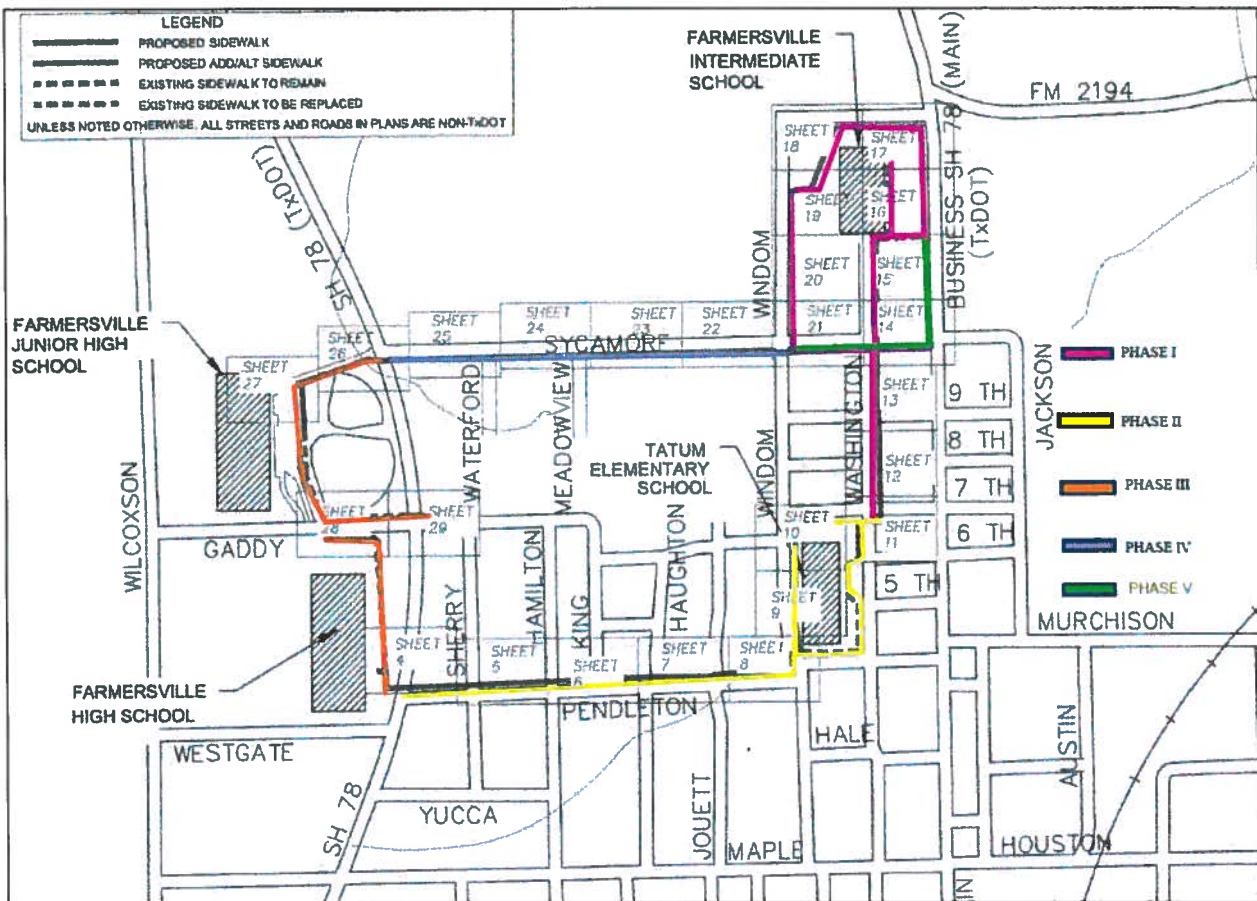 LEGEND
PROPOSED SIDEWALK
PROPOSED ADD/ALT SIDEWALK
EXISTING SIDEWALK TO REMAIN
EXISTING SIDEWALK TO BE REPLACED
UNLESS NOTED OTHERWISE, ALL STREETS AND ROADS IN PLANS ARE NON-TxDOT
FARMERSVILLE
INTERMEDIATE
SCHOOL
BUSINESS SH 78 (MAIN)
(TxDOT)
FM 2194
SH 78 (TxDOT)
SHEET
18
SHEET
17
SHEET
19
SHEET
16
SHEET
20
SHEET
15
SHEET
21
SHEET
14
WINDOM
FARMERSVILLE
JUNIOR HIGH
SCHOOL
SHEET
27
SHEET
26
SHEET
25
SHEET
24
SHEET
23
SHEET
22
SYCAMORE
WATERFORD
MEADOWVIEW
WASHINGTON
SHEET
13
SHEET
12
9 TH
8 TH
7 TH
6 TH
5 TH
JACKSON
PHASE I
PHASE II
PHASE III
PHASE IV
PHASE V
TATUM
ELEMENTARY
SCHOOL
WINDOM
WILCOXSON
GADDY
SHEET
28
SHEET
29
SHERRY
HAMILTON
KING
HAUGHTON
SHEET
10
SHEET
11
SHEET
9
MURCHISON
FARMERSVILLE
HIGH SCHOOL
SHEET
4
SHEET
5
SHEET
6
SHEET
7
SHEET
8
PENDLETON
HALE
WESTGATE
SH 78
YUCCA
JOUETT
MAPLE
AUSTIN
HOUSTON
IN